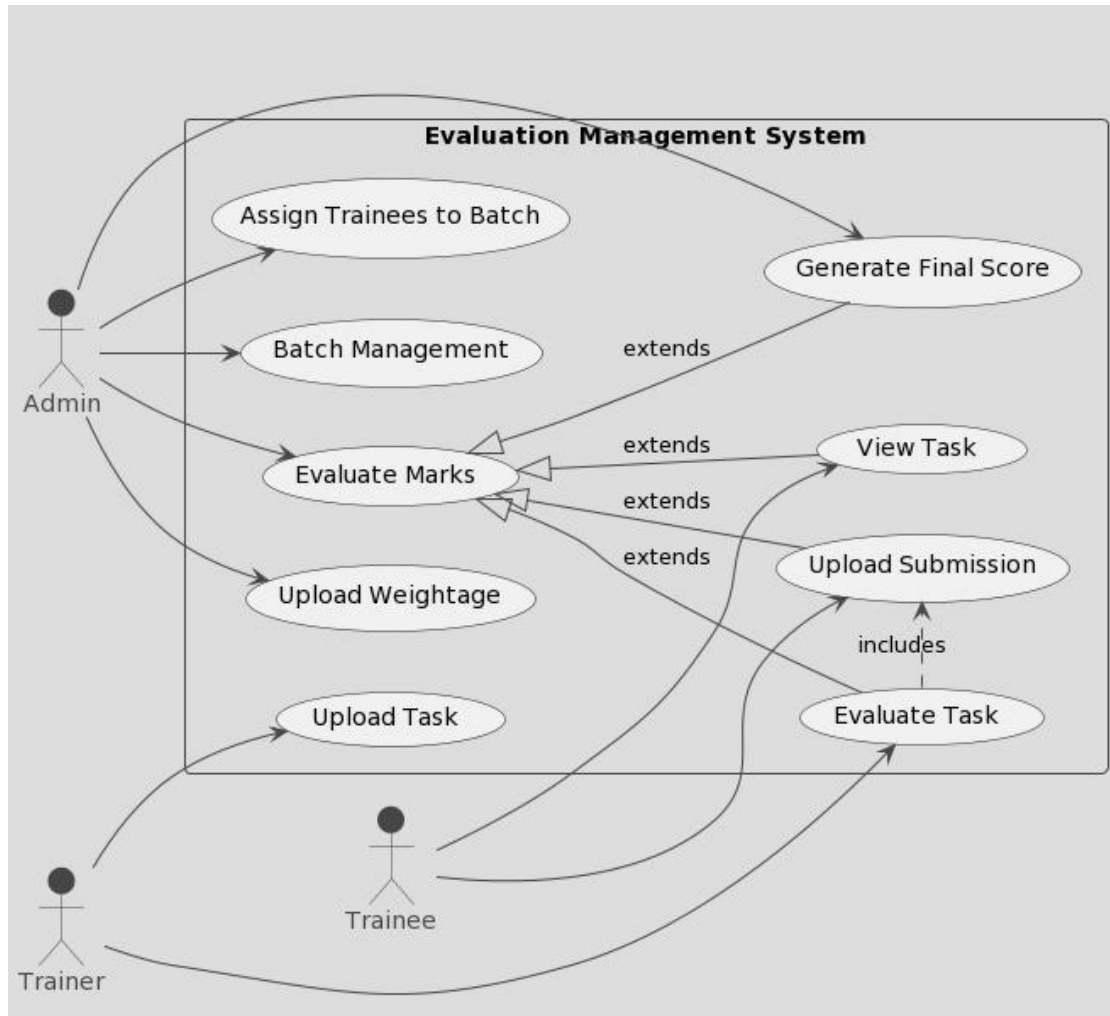 Evaluation Management System
Assign Trainees to Batch
Generate Final Score
Batch Management
extends
Admin
extends
View Task
Evaluate Marks
extends
extends
Upload Submission
Upload Weightage
includes
Upload Task
Evaluate Task
Trainee
Trainer